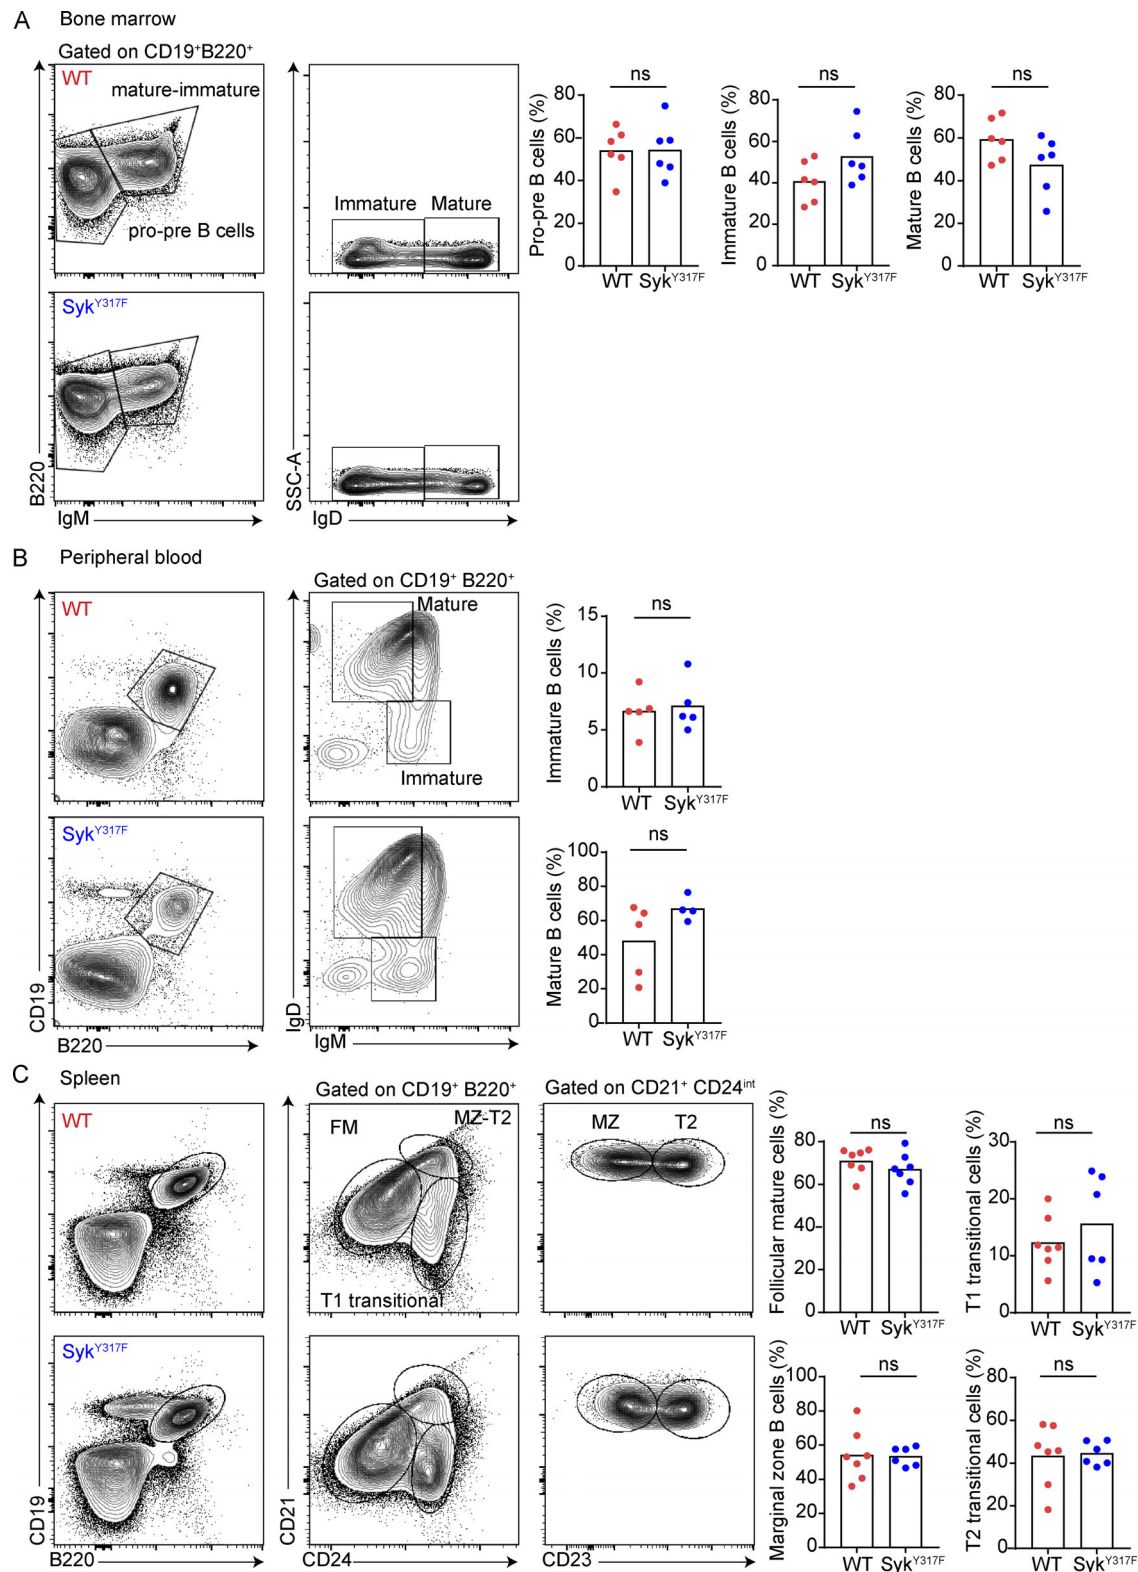 A Bone marrow
Gated on CD19⁺B220⁺
WT
mature-immature
pro-pre B cells
Immature Mature
Syk^Y317F
B220
IgM
SSC-A
IgD
ns
Pro-pre B cells (%)
80
60
40
20
0
WT Syk^Y317F
ns
Immature B cells (%)
80
60
40
20
0
WT Syk^Y317F
ns
Mature B cells (%)
80
60
40
20
0
WT Syk^Y317F
B Peripheral blood
WT
Gated on CD19⁺ B220⁺
Mature
Immature
Syk^Y317F
CD19
B220
IgD
IgM
ns
Immature B cells (%)
15
10
5
0
WT Syk^Y317F
ns
Mature B cells (%)
100
80
60
40
20
0
WT Syk^Y317F
C Spleen
WT
Gated on CD19⁺ B220⁺
FM
MZ-T2
T1 transitional
Gated on CD21⁺ CD24^int
MZ T2
Syk^Y317F
CD19
B220
CD21
CD24
CD23
ns
Follicular mature cells (%)
80
60
40
20
0
WT Syk^Y317F
ns
T1 transitional cells (%)
30
20
10
0
WT Syk^Y317F
ns
Marginal zone B cells (%)
100
80
60
40
20
0
WT Syk^Y317F
ns
T2 transitional cells (%)
80
60
40
20
0
WT Syk^Y317F